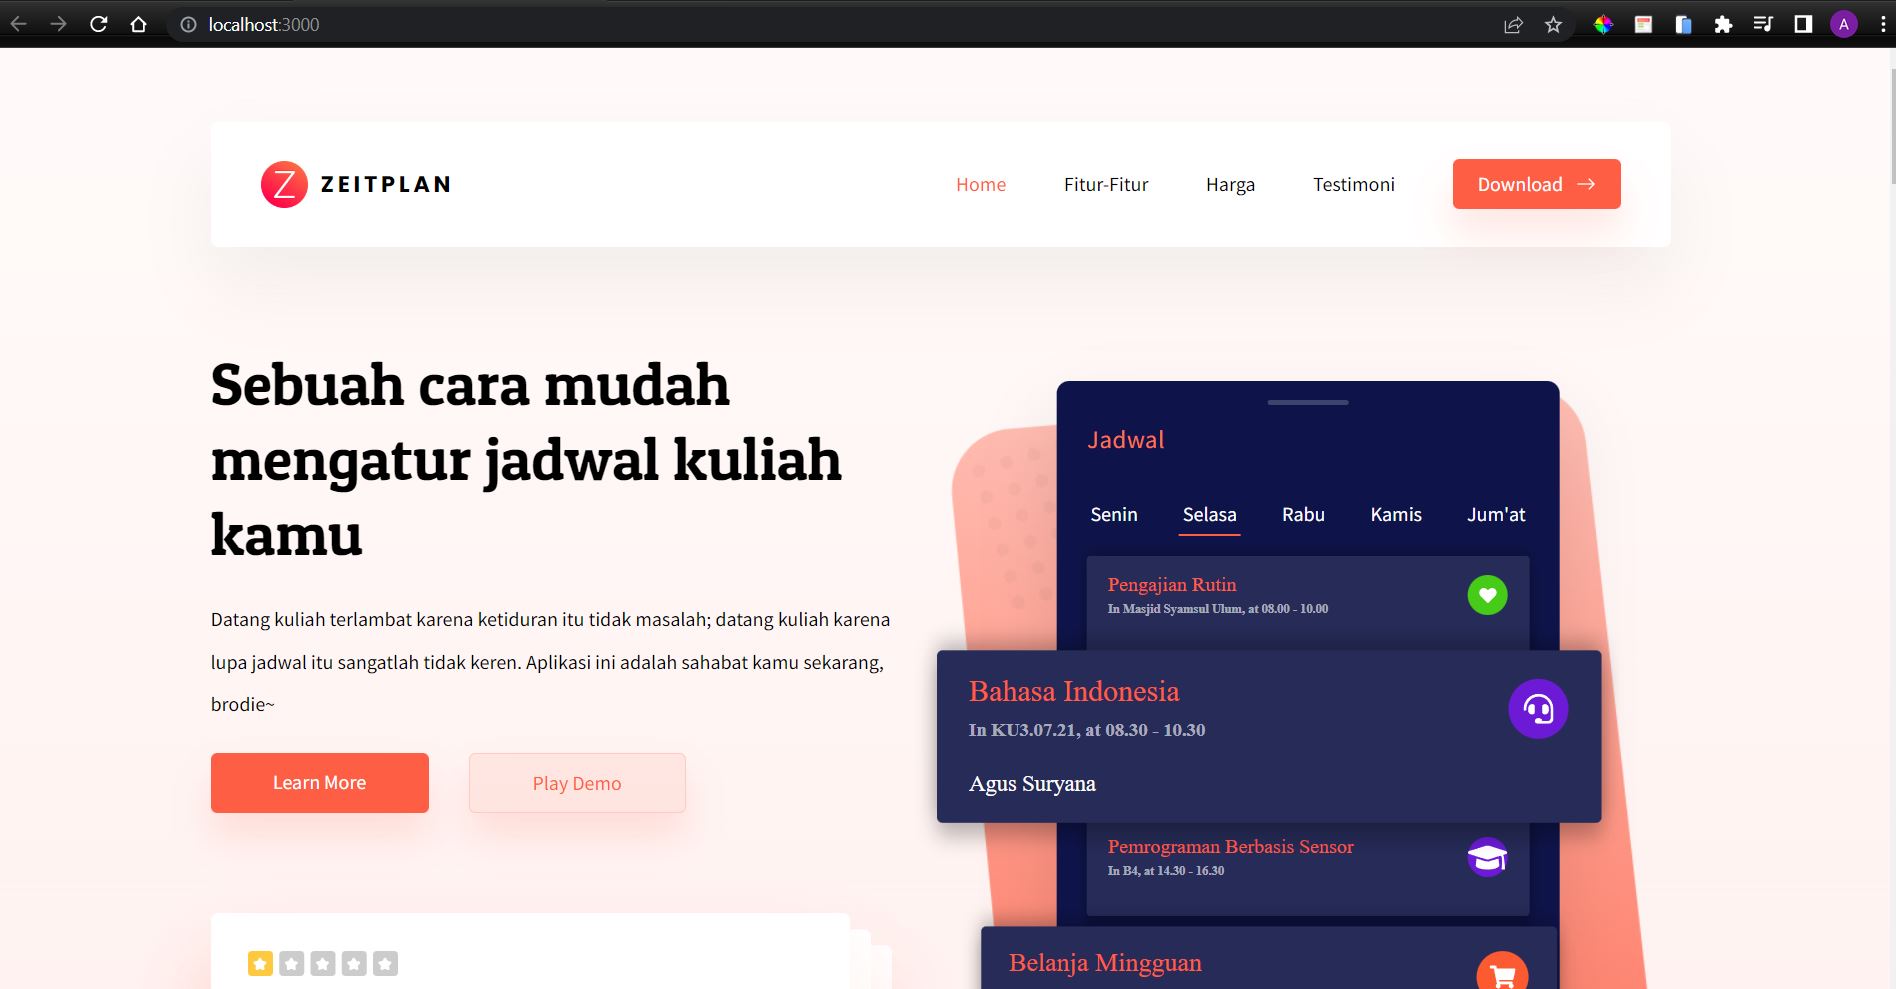 localhost:3000
A
Z ZEITPLAN
Home Fitur-Fitur Harga Testimoni Download →
Sebuah cara mudah
mengatur jadwal kuliah
kamu
Datang kuliah terlambat karena ketiduran itu tidak masalah; datang kuliah karena
lupa jadwal itu sangatlah tidak keren. Aplikasi ini adalah sahabat kamu sekarang,
brodie~
Learn More Play Demo
Jadwal
Senin Selasa Rabu Kamis Jum'at
Pengajian Rutin
In Masjid Syamsul Ulum, at 08.00 - 10.00
Bahasa Indonesia
In KU3.07.21, at 08.30 - 10.30
Agus Suryana
Pemrograman Berbasis Sensor
In B4, at 14.30 - 16.30
Belanja Mingguan